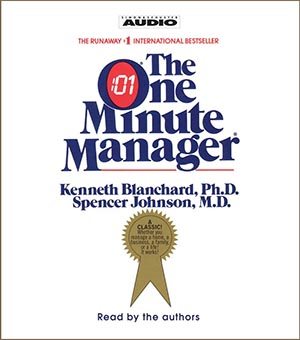 SIMON & SCHUSTER
AUDIO
THE RUNAWAY #1 INTERNATIONAL BESTSELLER
The
:01 One
Minute
Manager®
Kenneth Blanchard, Ph.D.
Spencer Johnson, M.D.
A
CLASSIC!
Whether you
manage a home, a
business, a family,
or a life!
It works!
Read by the authors